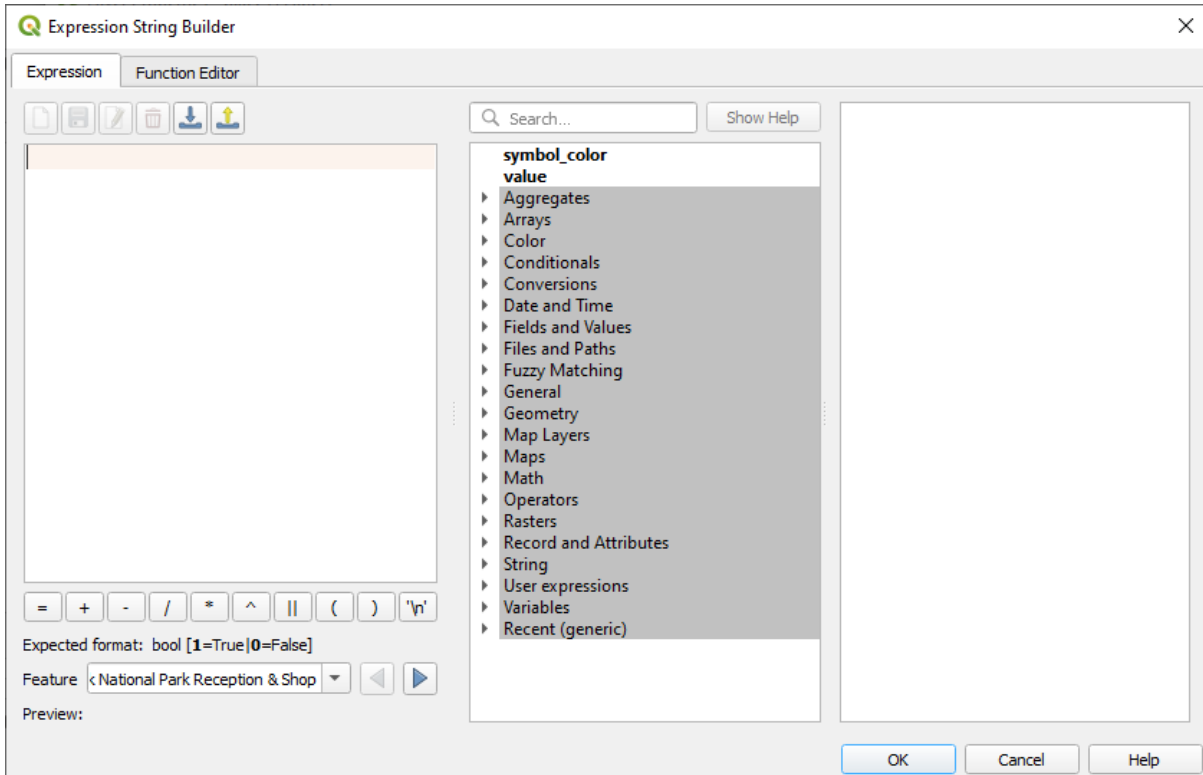 Expression String Builder
Expression
Function Editor
Search...
Show Help
symbol_color
value
Aggregates
Arrays
Color
Conditionals
Conversions
Date and Time
Fields and Values
Files and Paths
Fuzzy Matching
General
Geometry
Map Layers
Maps
Math
Operators
Rasters
Record and Attributes
String
User expressions
Variables
Recent (generic)
= + - / * ^ || ( ) '\n'
Expected format: bool [1=True|0=False]
Feature
National Park Reception & Shop
Preview:
OK
Cancel
Help